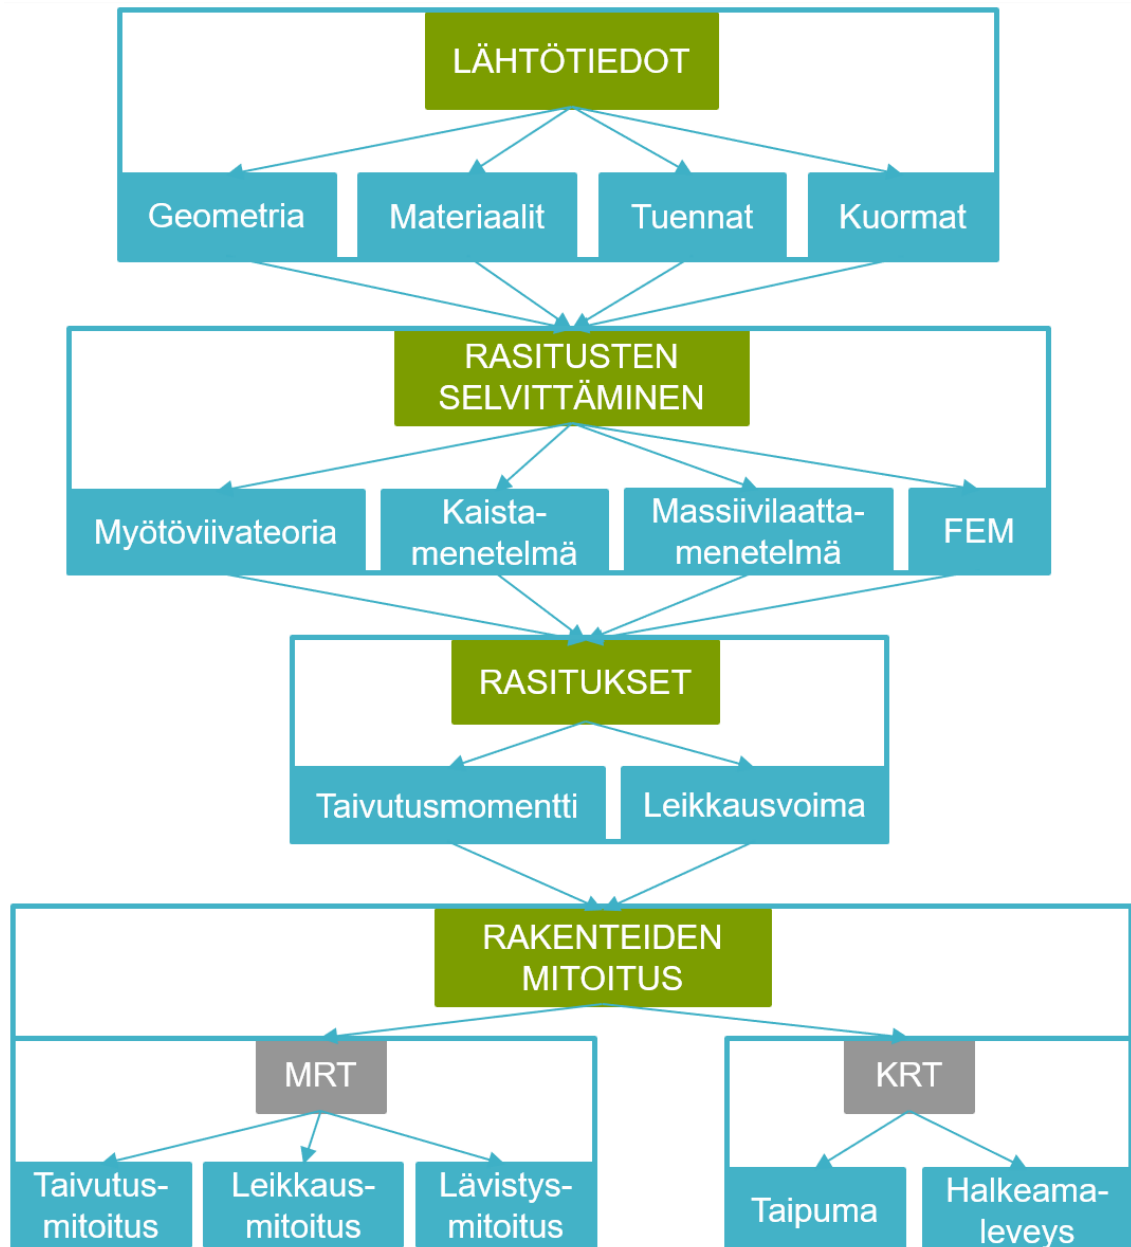 LÄHTÖTIEDOT
Geometria
Materiaalit
Tuennat
Kuormat
RASITUSTEN
SELVITTÄMINEN
Myötöviivateoria
Kaista-
menetelmä
Massiivilaatta-
menetelmä
FEM
RASITUKSET
Taivutusmomentti
Leikkausvoima
RAKENTEIDEN
MITOITUS
MRT
KRT
Taivutus-
mitoitus
Leikkaus-
mitoitus
Lävistys-
mitoitus
Taipuma
Halkeama-
leveys